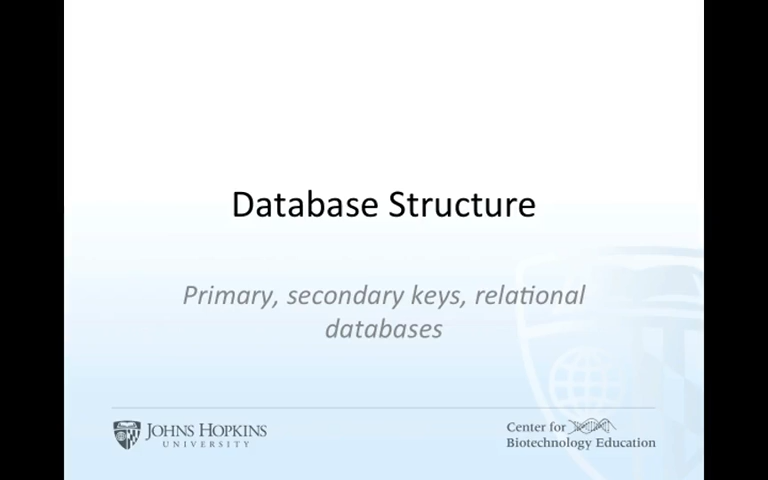 Database Structure
Primary, secondary keys, relational
databases
JOHNS HOPKINS
UNIVERSITY
Center for
Biotechnology Education